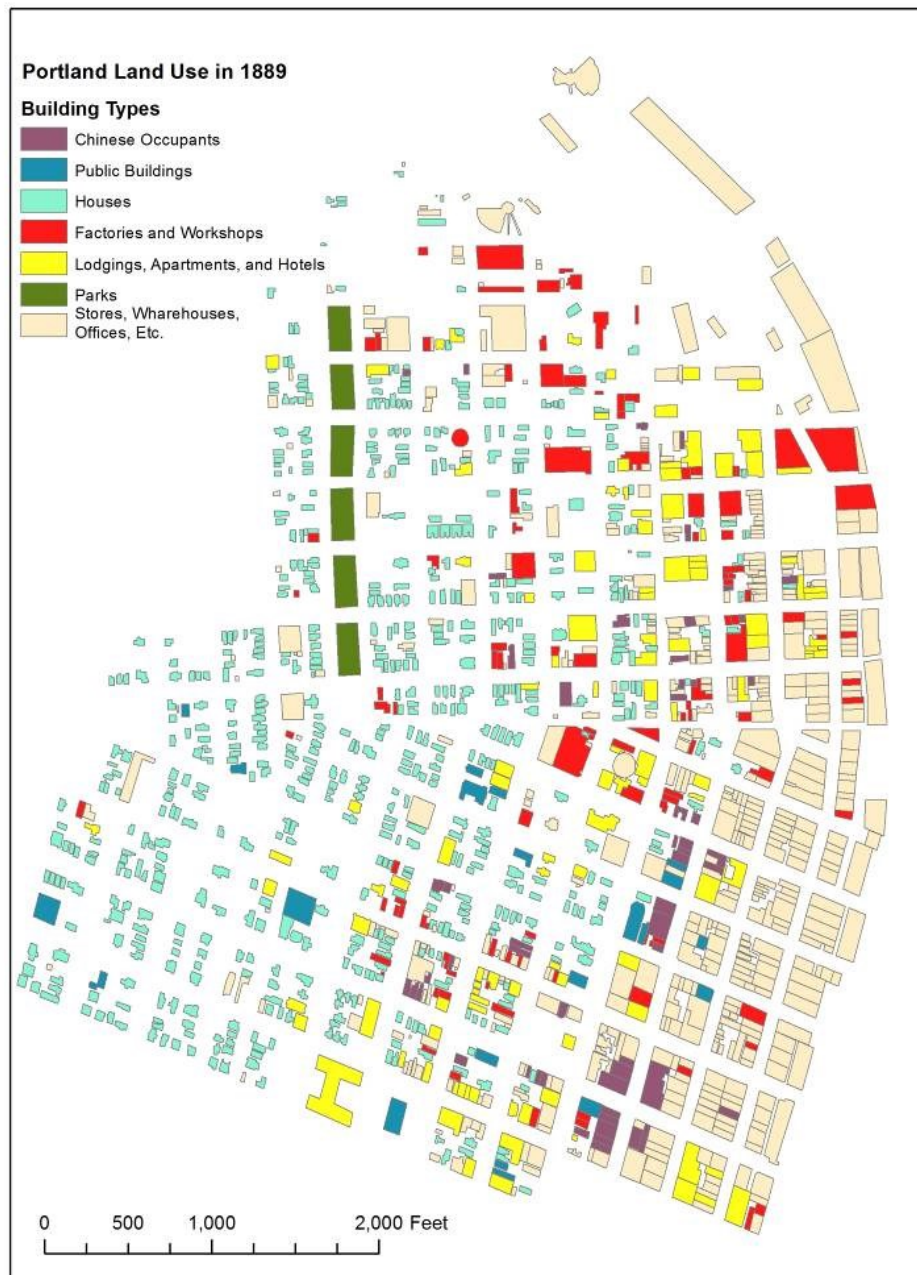 Portland Land Use in 1889
Building Types
Chinese Occupants
Public Buildings
Houses
Factories and Workshops
Lodgings, Apartments, and Hotels
Parks
Stores, Wharehouses,
Offices, Etc.
0 500 1,000 2,000 Feet